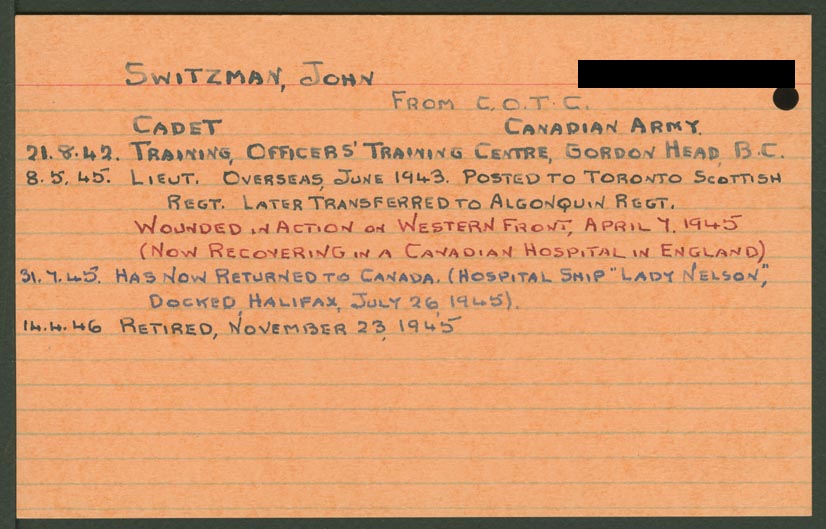 SWITZMAN, JOHN
FROM C.O.T.C.
CADET CANADIAN ARMY.
21.8.42. TRAINING, OFFICERS' TRAINING CENTRE, GORDON HEAD, B.C.
8.5.45. LIEUT. OVERSEAS, JUNE 1943. POSTED TO TORONTO SCOTTISH
REGT. LATER TRANSFERRED TO ALGONQUIN REGT.
WOUNDED IN ACTION ON WESTERN FRONT, APRIL 7, 1945
(NOW RECOVERING IN A CANADIAN HOSPITAL IN ENGLAND)
31.7.45. HAS NOW RETURNED TO CANADA. (HOSPITAL SHIP "LADY NELSON",
DOCKED, HALIFAX, JULY 26, 1945).
14.4.46 RETIRED, NOVEMBER 23, 1945